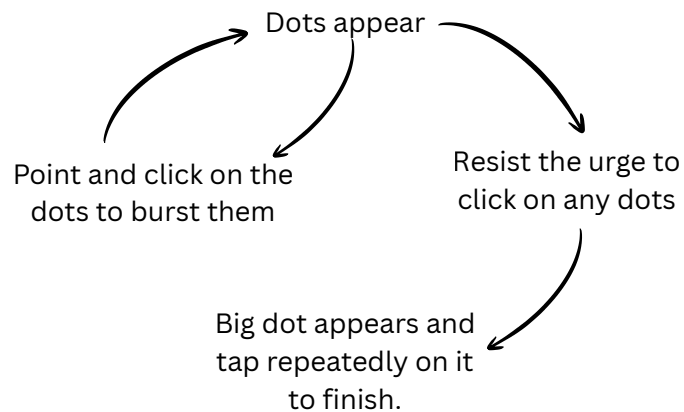 Dots appear
Point and click on the
dots to burst them
Resist the urge to
click on any dots
Big dot appears and
tap repeatedly on it
to finish.